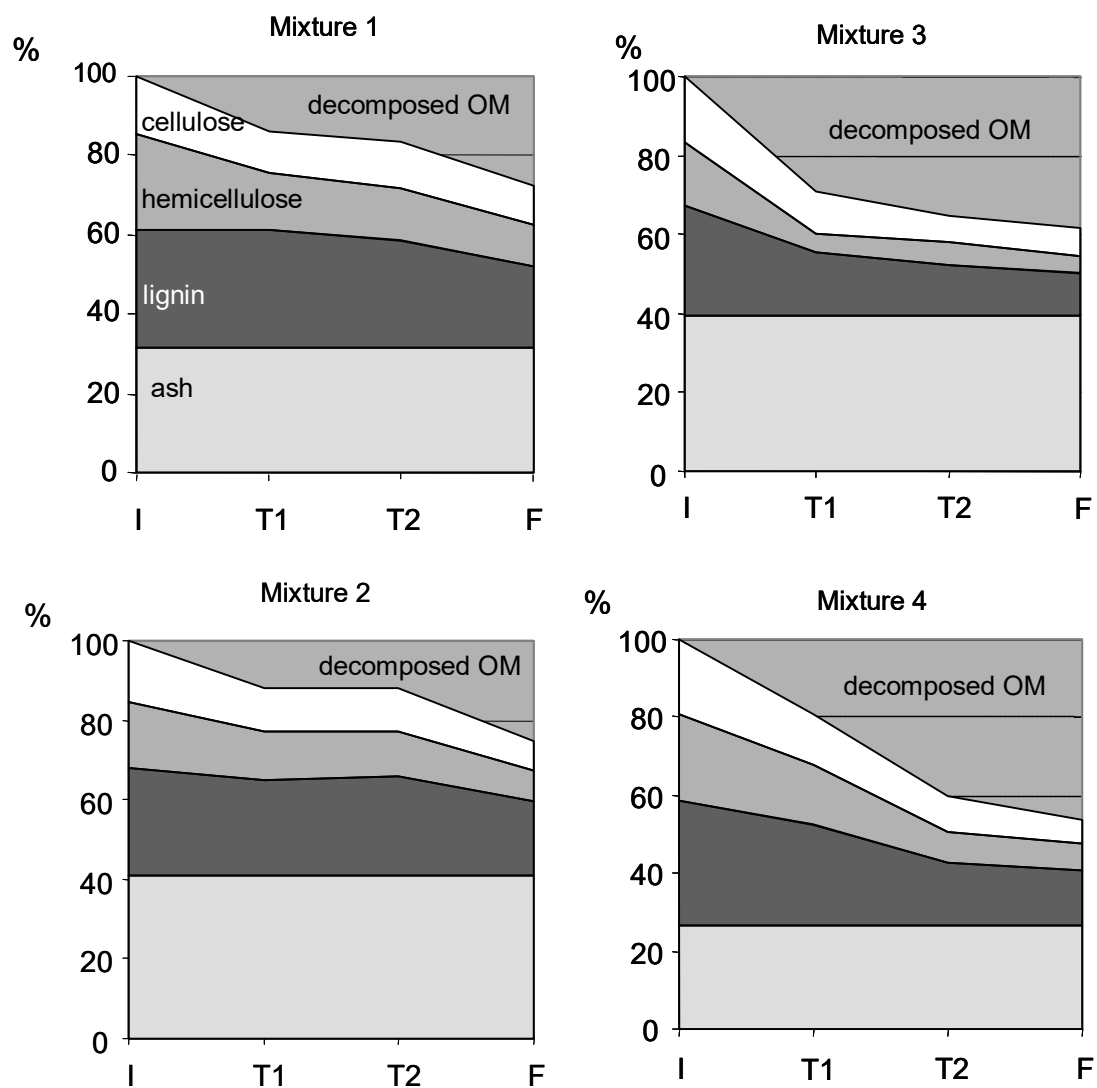 Mixture 1
%
100
80
60
40
20
0
decomposed OM
cellulose
hemicellulose
lignin
ash
I T1 T2 F
Mixture 3
%
100
80
60
40
20
0
decomposed OM
I T1 T2 F
Mixture 2
%
100
80
60
40
20
0
decomposed OM
I T1 T2 F
Mixture 4
%
100
80
60
40
20
0
decomposed OM
I T1 T2 F